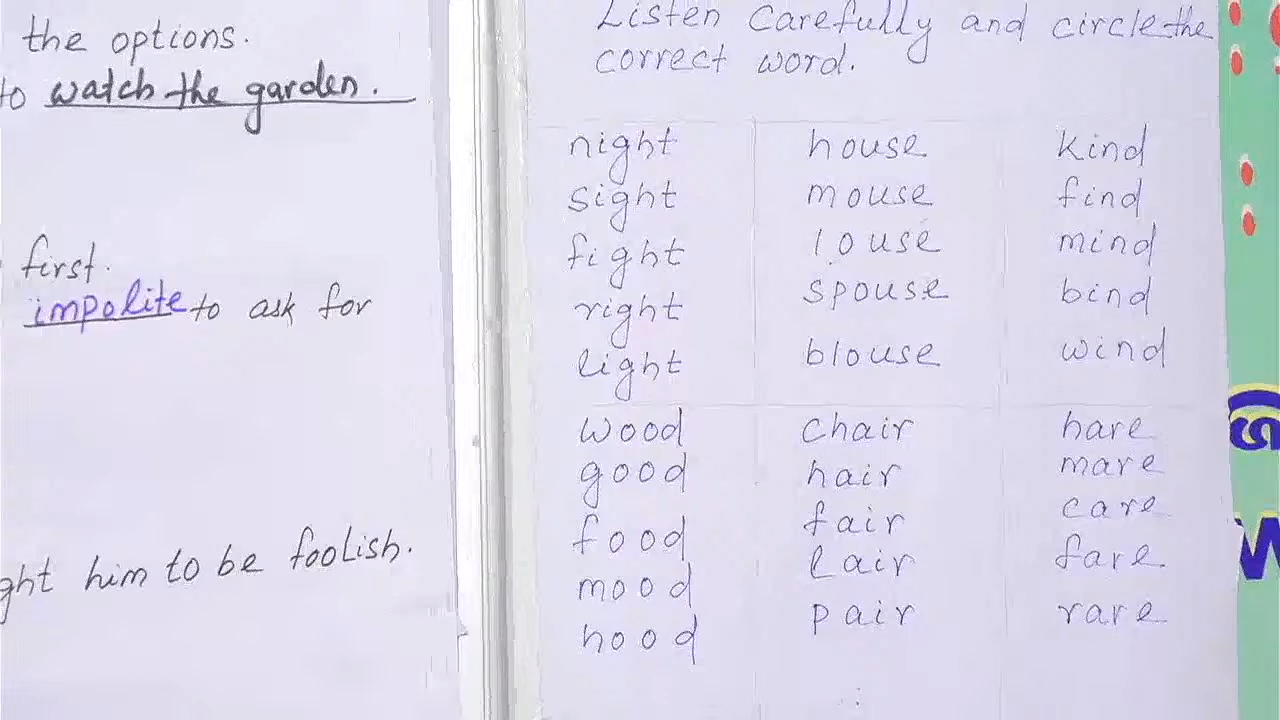 the options.
to watch the garden.
first.
impolite to ask for
ght him to be foolish.
Listen Carefully and circle the
correct word.
night house kind
sight mouse find
fight louse mind
right spouse bind
light blouse wind
wood chair hare
good hair mare
food fair care
mood lair fare
hood pair rare
W